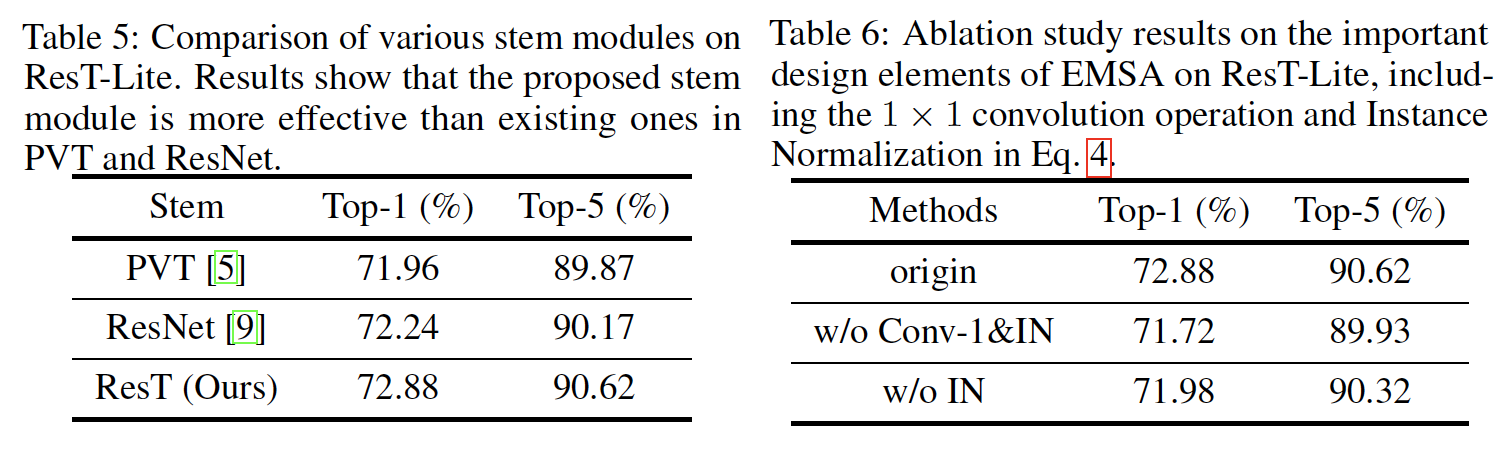 Table 5: Comparison of various stem modules on
ResT-Lite. Results show that the proposed stem
module is more effective than existing ones in
PVT and ResNet.
Stem Top-1 (%) Top-5 (%)
PVT [5] 71.96 89.87
ResNet [9] 72.24 90.17
ResT (Ours) 72.88 90.62
Table 6: Ablation study results on the important
design elements of EMSA on ResT-Lite, includ-
ing the 1 × 1 convolution operation and Instance
Normalization in Eq. 4.
Methods Top-1 (%) Top-5 (%)
origin 72.88 90.62
w/o Conv-1&IN 71.72 89.93
w/o IN 71.98 90.32